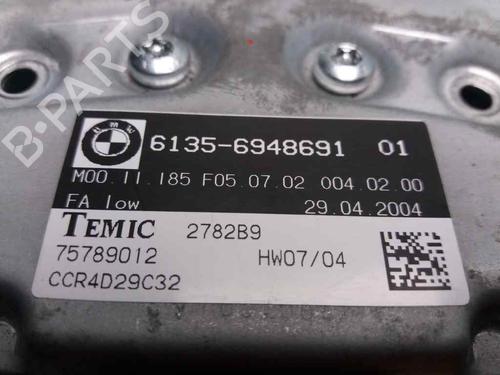 BMW
6135-6948691 01
M00.11.185 F05.07.02 004.02.00
FA low 29.04.2004
TEMIC 2782B9
75789012 HW07/04
CCR4D29C32
B-PARTS